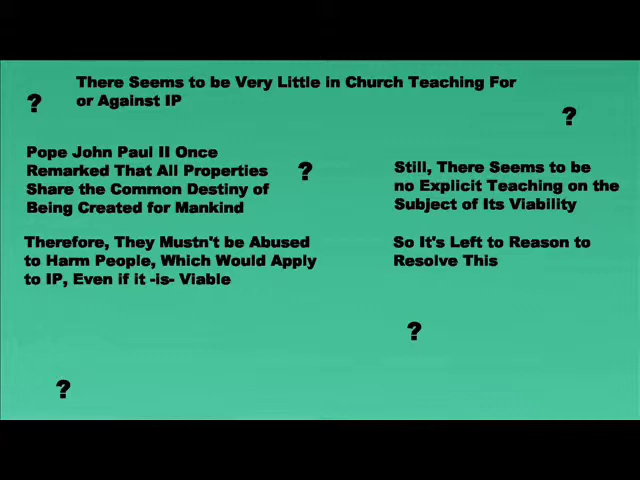 There Seems to be Very Little in Church Teaching For
or Against IP
?
?
Pope John Paul II Once
Remarked That All Properties
Share the Common Destiny of
Being Created for Mankind
?
Therefore, They Mustn't be Abused
to Harm People, Which Would Apply
to IP, Even if it -is- Viable
Still, There Seems to be
no Explicit Teaching on the
Subject of Its Viability
So It's Left to Reason to
Resolve This
?
?